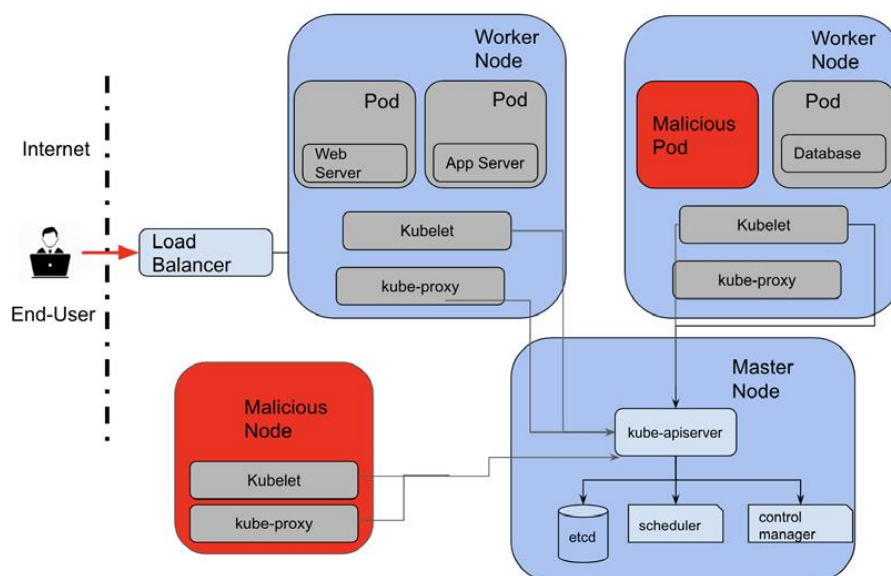 Internet
End-User
Load
Balancer
Worker
Node
Pod
Web
Server
Pod
App Server
Kubelet
kube-proxy
Worker
Node
Malicious
Pod
Pod
Database
Kubelet
kube-proxy
Malicious
Node
Kubelet
kube-proxy
Master
Node
kube-apiserver
etcd
scheduler
control
manager